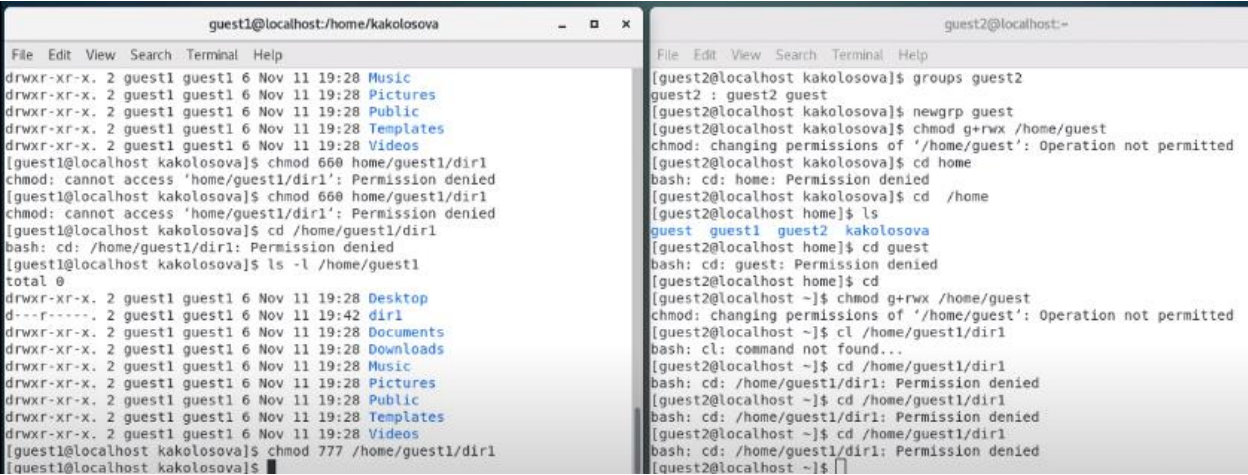 guest1@localhost:/home/kakolosova
File Edit View Search Terminal Help
drwxr-xr-x. 2 guest1 guest1 6 Nov 11 19:28 Music
drwxr-xr-x. 2 guest1 guest1 6 Nov 11 19:28 Pictures
drwxr-xr-x. 2 guest1 guest1 6 Nov 11 19:28 Public
drwxr-xr-x. 2 guest1 guest1 6 Nov 11 19:28 Templates
drwxr-xr-x. 2 guest1 guest1 6 Nov 11 19:28 Videos
[guest1@localhost kakolosova]$ chmod 660 home/guest1/dir1
chmod: cannot access ‘home/guest1/dir1’: Permission denied
[guest1@localhost kakolosova]$ chmod 660 home/guest1/dir1
chmod: cannot access ‘home/guest1/dir1’: Permission denied
[guest1@localhost kakolosova]$ cd /home/guest1/dir1
bash: cd: /home/guest1/dir1: Permission denied
[guest1@localhost kakolosova]$ ls -l /home/guest1
total 0
drwxr-xr-x. 2 guest1 guest1 6 Nov 11 19:28 Desktop
d---r-----. 2 guest1 guest1 6 Nov 11 19:42 dir1
drwxr-xr-x. 2 guest1 guest1 6 Nov 11 19:28 Documents
drwxr-xr-x. 2 guest1 guest1 6 Nov 11 19:28 Downloads
drwxr-xr-x. 2 guest1 guest1 6 Nov 11 19:28 Music
drwxr-xr-x. 2 guest1 guest1 6 Nov 11 19:28 Pictures
drwxr-xr-x. 2 guest1 guest1 6 Nov 11 19:28 Public
drwxr-xr-x. 2 guest1 guest1 6 Nov 11 19:28 Templates
drwxr-xr-x. 2 guest1 guest1 6 Nov 11 19:28 Videos
[guest1@localhost kakolosova]$ chmod 777 /home/guest1/dir1
[guest1@localhost kakolosova]$
guest2@localhost:~
File Edit View Search Terminal Help
[guest2@localhost kakolosova]$ groups guest2
guest2 : guest2 guest
[guest2@localhost kakolosova]$ newgrp guest
[guest2@localhost kakolosova]$ chmod g+rwx /home/guest
chmod: changing permissions of ‘/home/guest’: Operation not permitted
[guest2@localhost kakolosova]$ cd home
bash: cd: home: Permission denied
[guest2@localhost kakolosova]$ cd  /home
[guest2@localhost home]$ ls
guest guest1 guest2 kakolosova
[guest2@localhost home]$ cd guest
bash: cd: guest: Permission denied
[guest2@localhost home]$ cd
[guest2@localhost ~]$ chmod g+rwx /home/guest
chmod: changing permissions of ‘/home/guest’: Operation not permitted
[guest2@localhost ~]$ cl /home/guest1/dir1
bash: cl: command not found...
[guest2@localhost ~]$ cd /home/guest1/dir1
bash: cd: /home/guest1/dir1: Permission denied
[guest2@localhost ~]$ cd /home/guest1/dir1
bash: cd: /home/guest1/dir1: Permission denied
[guest2@localhost ~]$ cd /home/guest1/dir1
bash: cd: /home/guest1/dir1: Permission denied
[guest2@localhost ~]$